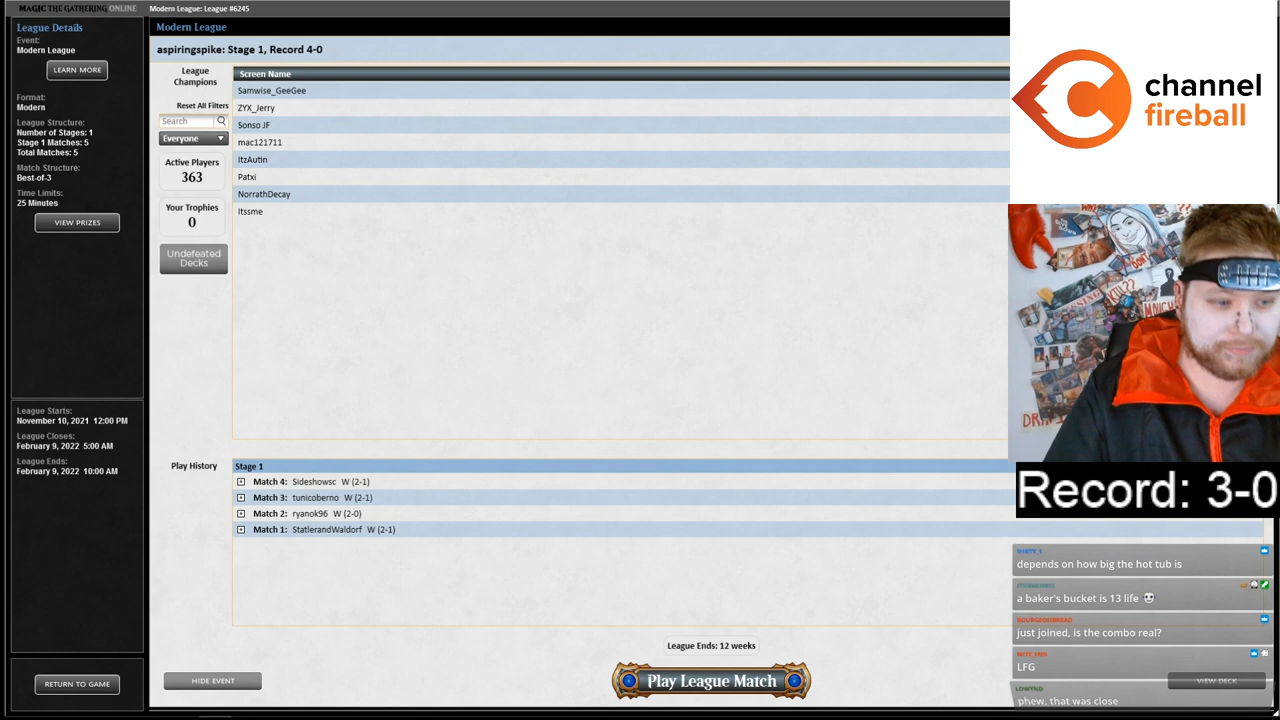 MAGIC THE GATHERING ONLINE
Modern League: League #6245
League Details
Event:
Modern League
LEARN MORE
Format:
Modern
League Structure:
Number of Stages: 1
Stage 1 Matches: 5
Total Matches: 5
Match Structure:
Best-of-3
Time Limits:
25 Minutes
VIEW PRIZES
League Starts:
November 10, 2021 12:00 PM
League Closes:
February 9, 2022 5:00 AM
League Ends:
February 9, 2022 10:00 AM
RETURN TO GAME
Modern League
aspiringspike: Stage 1, Record 4-0
League
Champions
Reset All Filters
Search
Everyone
Active Players
363
Your Trophies
0
Undefeated
Decks
Screen Name
Samwise_GeeGee
ZYX_Jerry
Sonso JF
mac121711
ItzAutin
Patxi
NorrathDecay
Itssme
Play History
Stage 1
Match 4: Sideshowsc W (2-1)
Match 3: tunicoberno W (2-1)
Match 2: ryanok96 W (2-0)
Match 1: StatlerandWaldorf W (2-1)
League Ends: 12 weeks
HIDE EVENT
Play League Match
VIEW DECK
channel
fireball
Record: 3-0
depends on how big the hot tub is
a baker's bucket is 13 life
just joined, is the combo real?
LFG
LOWYND
phew, that was close